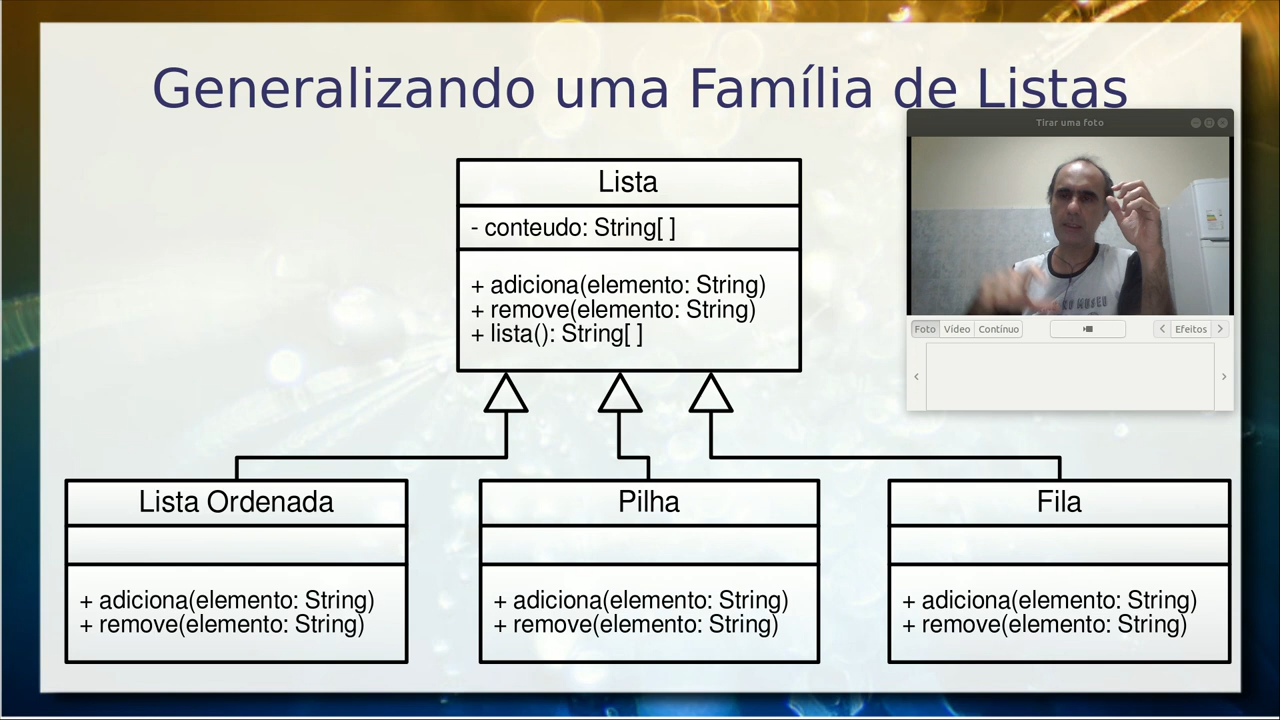 Generalizando uma Família de Listas
Tirar uma foto
Lista
- conteudo: String[ ]
+ adiciona(elemento: String)
+ remove(elemento: String)
+ lista(): String[ ]
Foto Vídeo Contínuo Efeitos
Lista Ordenada
+ adiciona(elemento: String)
+ remove(elemento: String)
Pilha
+ adiciona(elemento: String)
+ remove(elemento: String)
Fila
+ adiciona(elemento: String)
+ remove(elemento: String)